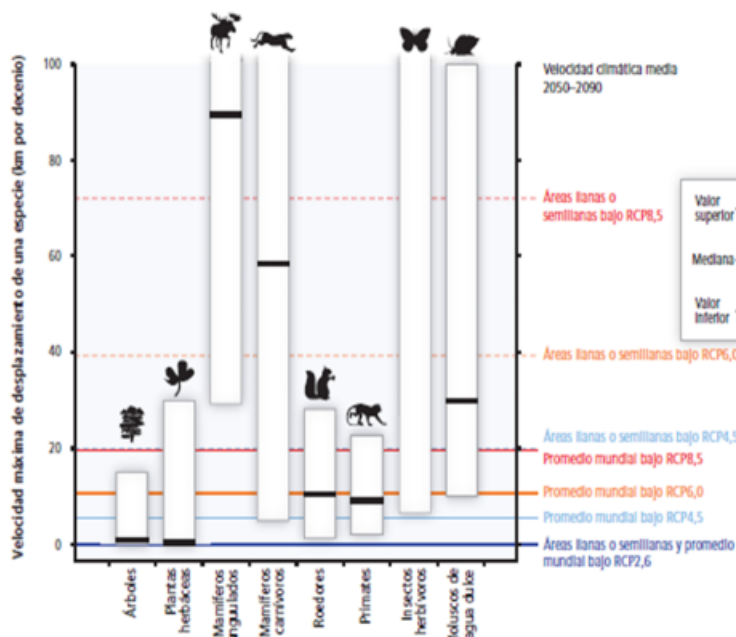 Velocidad máxima de desplazamiento de una especie (km por decenio)
100
80
60
40
20
0
Velocidad climática media
2050–2090
Áreas llanas o
semillanas bajo RCP8,5
Áreas llanas o semillanas bajo RCP6,0
Áreas llanas o semillanas bajo RCP4,5
Promedio mundial bajo RCP8,5
Promedio mundial bajo RCP6,0
Promedio mundial bajo RCP4,5
Áreas llanas o semillanas y promedio
mundial bajo RCP2,6
Valor
superior
Mediana
Valor
inferior
Árboles
Plantas
herbáceas
Mamíferos
ungulados
Mamíferos
carnívoros
Roedores
Primates
Insectos
herbívoros
Moluscos de
agua dulce